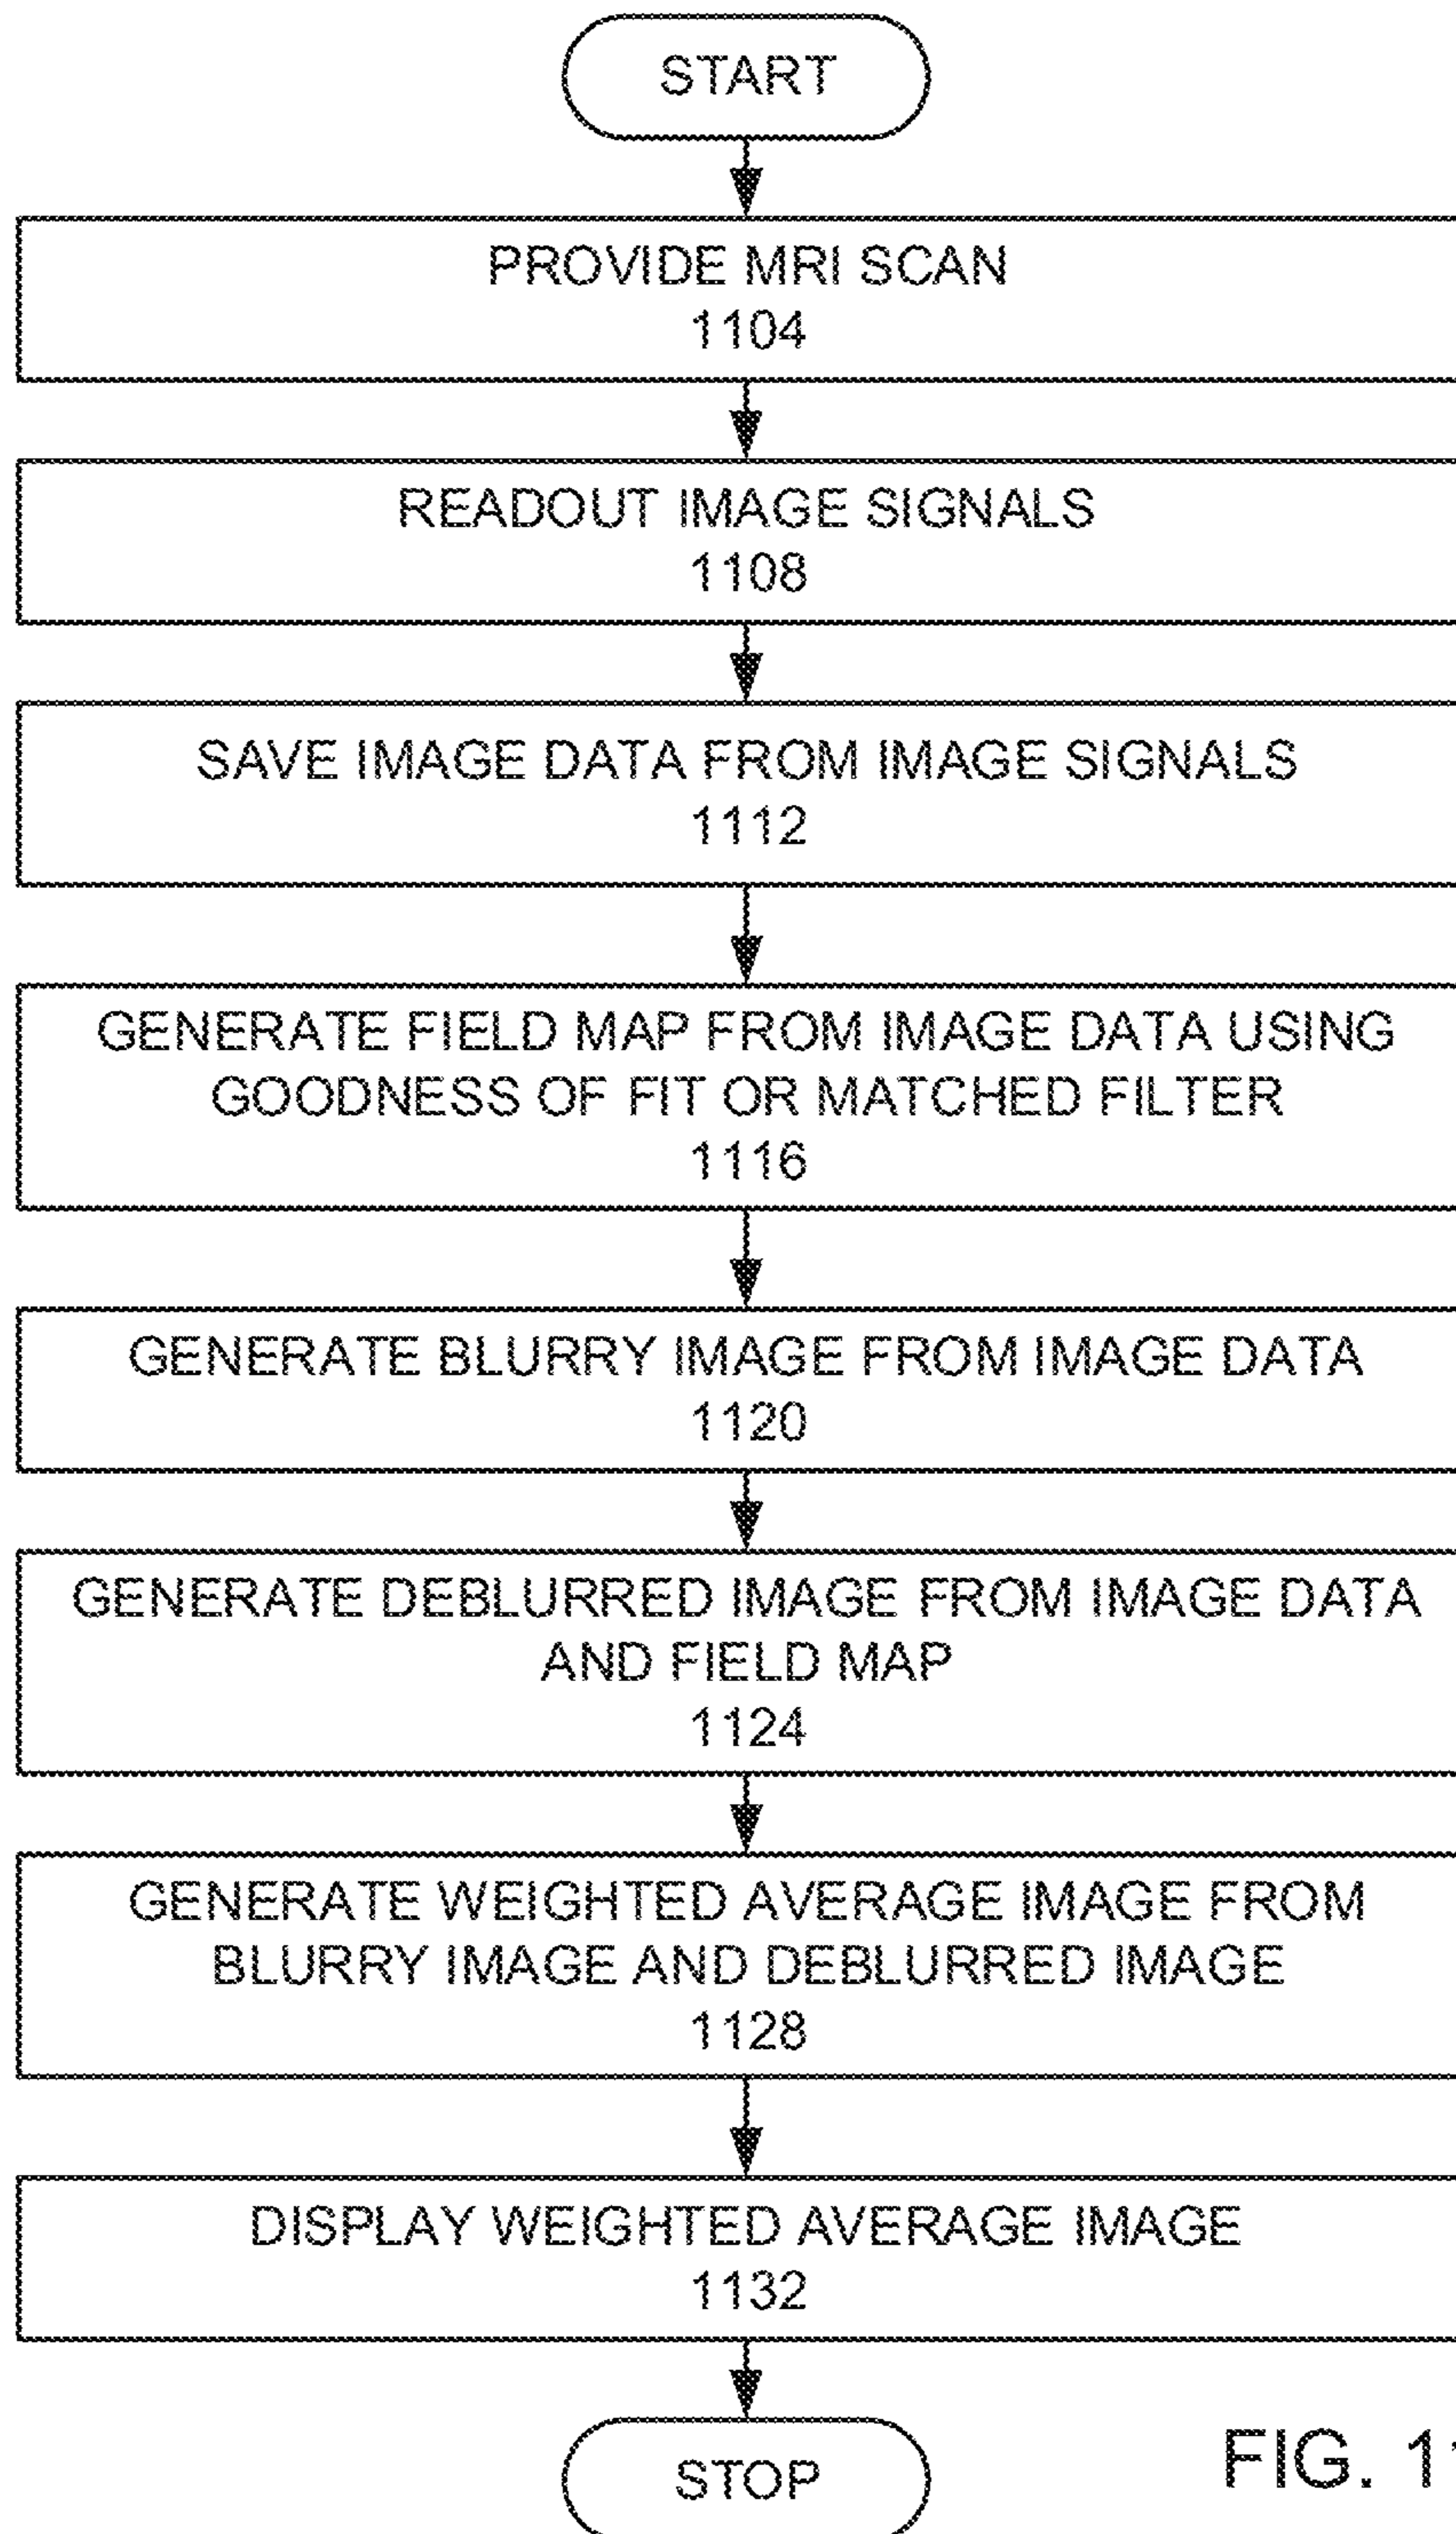 START
PROVIDE MRI SCAN
1104
READOUT IMAGE SIGNALS
1108
SAVE IMAGE DATA FROM IMAGE SIGNALS
1112
GENERATE FIELD MAP FROM IMAGE DATA USING
GOODNESS OF FIT OR MATCHED FILTER
1116
GENERATE BLURRY IMAGE FROM IMAGE DATA
1120
GENERATE DEBLURRED IMAGE FROM IMAGE DATA
AND FIELD MAP
1124
GENERATE WEIGHTED AVERAGE IMAGE FROM
BLURRY IMAGE AND DEBLURRED IMAGE
1128
DISPLAY WEIGHTED AVERAGE IMAGE
1132
STOP
FIG. 11